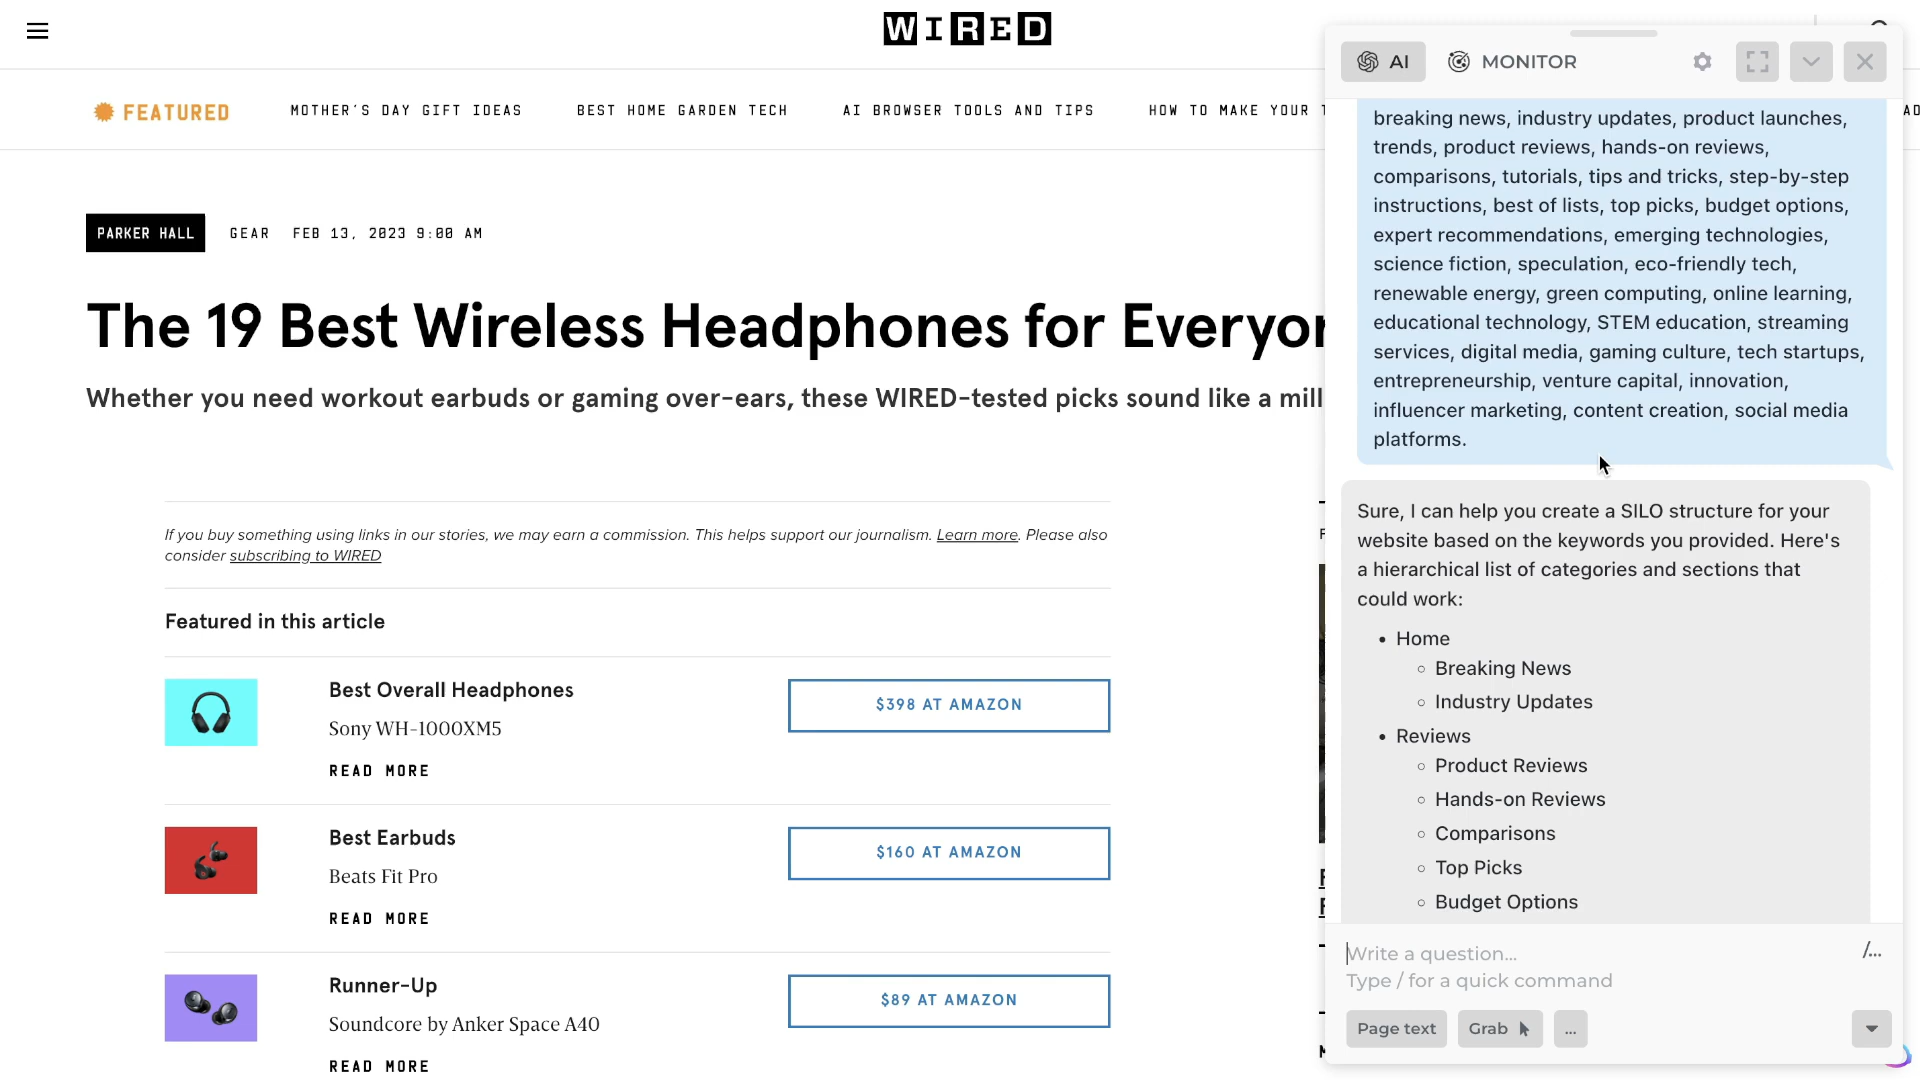 WIRED
FEATURED
MOTHER'S DAY GIFT IDEAS
BEST HOME GARDEN TECH
AI BROWSER TOOLS AND TIPS
HOW TO MAKE YOUR
PARKER HALL
GEAR
FEB 13, 2023 9:00 AM
The 19 Best Wireless Headphones for Everyo
Whether you need workout earbuds or gaming over-ears, these WIRED-tested picks sound like a mill
If you buy something using links in our stories, we may earn a commission. This helps support our journalism. Learn more. Please also
consider subscribing to WIRED
Featured in this article
Best Overall Headphones
Sony WH-1000XM5
READ MORE
$398 AT AMAZON
Best Earbuds
Beats Fit Pro
READ MORE
$160 AT AMAZON
Runner-Up
Soundcore by Anker Space A40
READ MORE
$89 AT AMAZON
AI
MONITOR
breaking news, industry updates, product launches,
trends, product reviews, hands-on reviews,
comparisons, tutorials, tips and tricks, step-by-step
instructions, best of lists, top picks, budget options,
expert recommendations, emerging technologies,
science fiction, speculation, eco-friendly tech,
renewable energy, green computing, online learning,
educational technology, STEM education, streaming
services, digital media, gaming culture, tech startups,
entrepreneurship, venture capital, innovation,
influencer marketing, content creation, social media
platforms.
Sure, I can help you create a SILO structure for your
website based on the keywords you provided. Here's
a hierarchical list of categories and sections that
could work:
• Home
◦ Breaking News
◦ Industry Updates
• Reviews
◦ Product Reviews
◦ Hands-on Reviews
◦ Comparisons
◦ Top Picks
◦ Budget Options
Write a question...
/...
Type / for a quick command
Page text
Grab
...